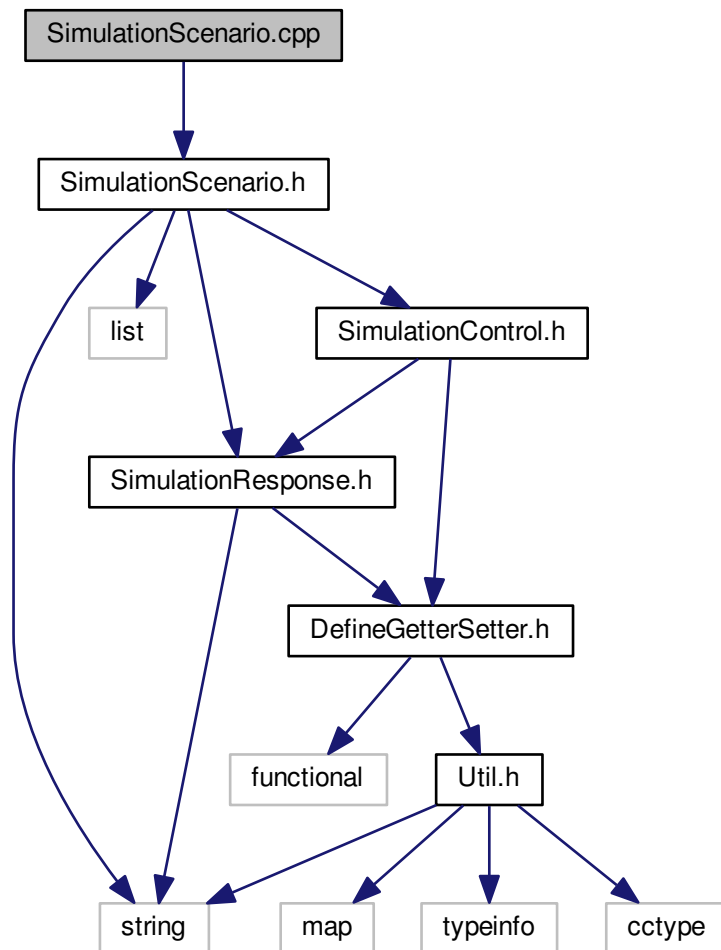 SimulationScenario.cpp
SimulationScenario.h
list
SimulationControl.h
SimulationResponse.h
DefineGetterSetter.h
functional
Util.h
string
map
typeinfo
cctype